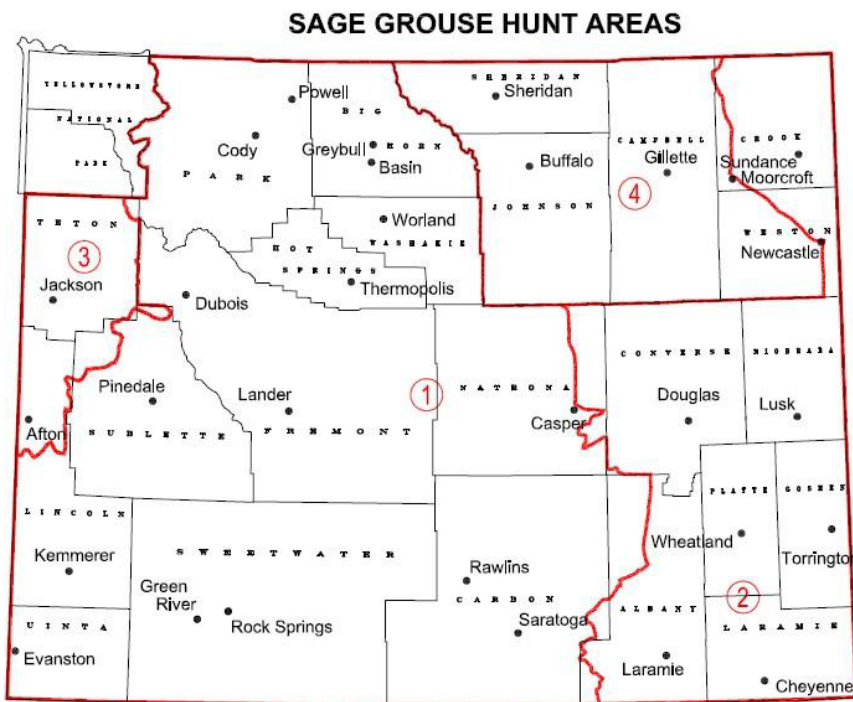 SAGE GROUSE HUNT AREAS
YELLOWSTONE
NATIONAL
PARK
SHERIDAN
Sheridan
Powell
BIG
HORN
Cody
PARK
Greybull
Basin
Buffalo
JOHNSON
CAMPBELL
Gillette
CROOK
Sundance
Moorcroft
4
TETON
3
Jackson
Worland
WASHAKIE
HOT
SPRINGS
Thermopolis
WESTON
Newcastle
Dubois
Pinedale
SUBLETTE
Lander
FREMONT
1
NATRONA
Casper
CONVERSE
Douglas
NIOBRARA
Lusk
Afton
LINCOLN
Kemmerer
SWEETWATER
Green
River
Rock Springs
Rawlins
CARBON
Saratoga
PLATTE
Wheatland
GOSHEN
Torrington
2
ALBANY
Laramie
LARAMIE
Cheyenne
UINTA
Evanston